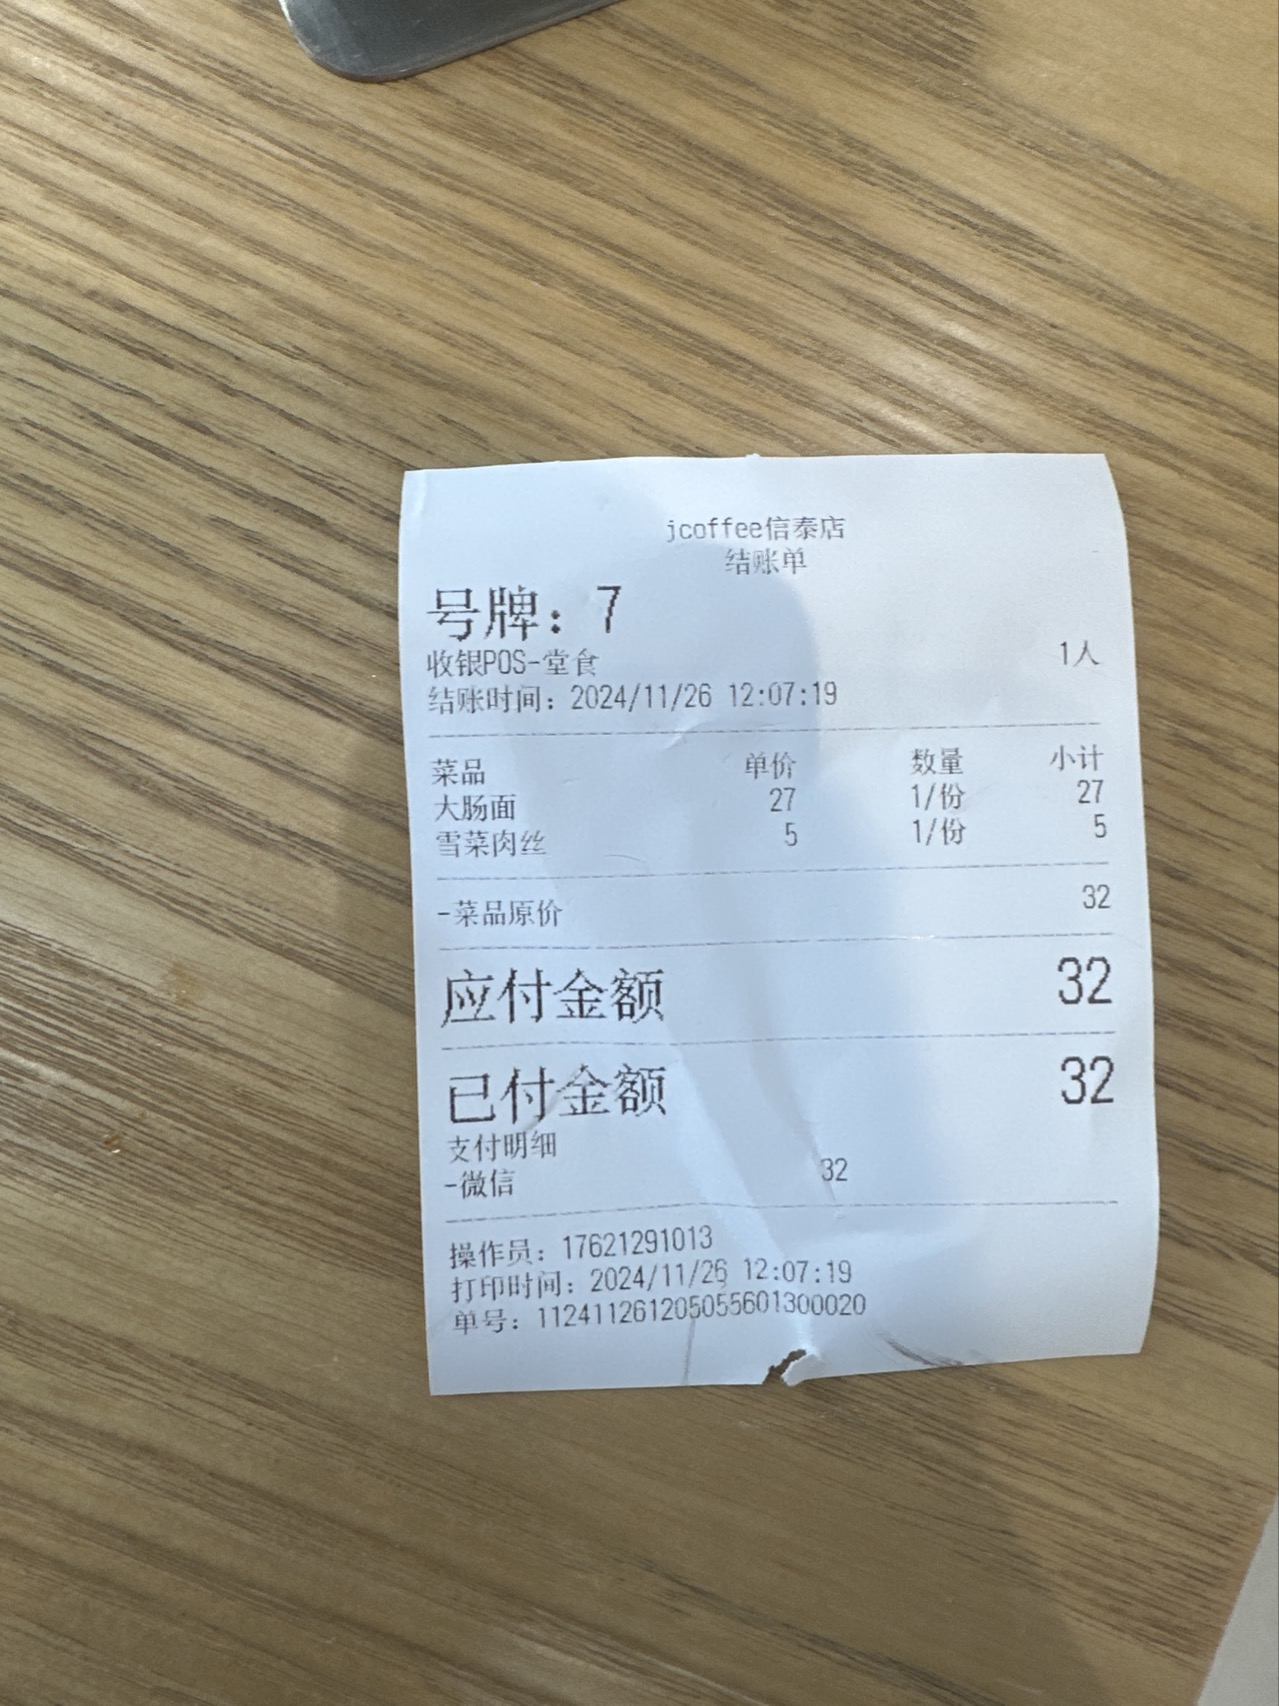 jcoffee信泰店
结账单
号牌：7
收银POS-堂食 1人
结账时间：2024/11/26 12:07:19
菜品 单价 数量 小计
大肠面 27 1/份 27
雪菜肉丝 5 1/份 5
-菜品原价 32
应付金额 32
已付金额 32
支付明细
-微信 32
操作员：17621291013
打印时间：2024/11/26 12:07:19
单号：112411261205055601300020